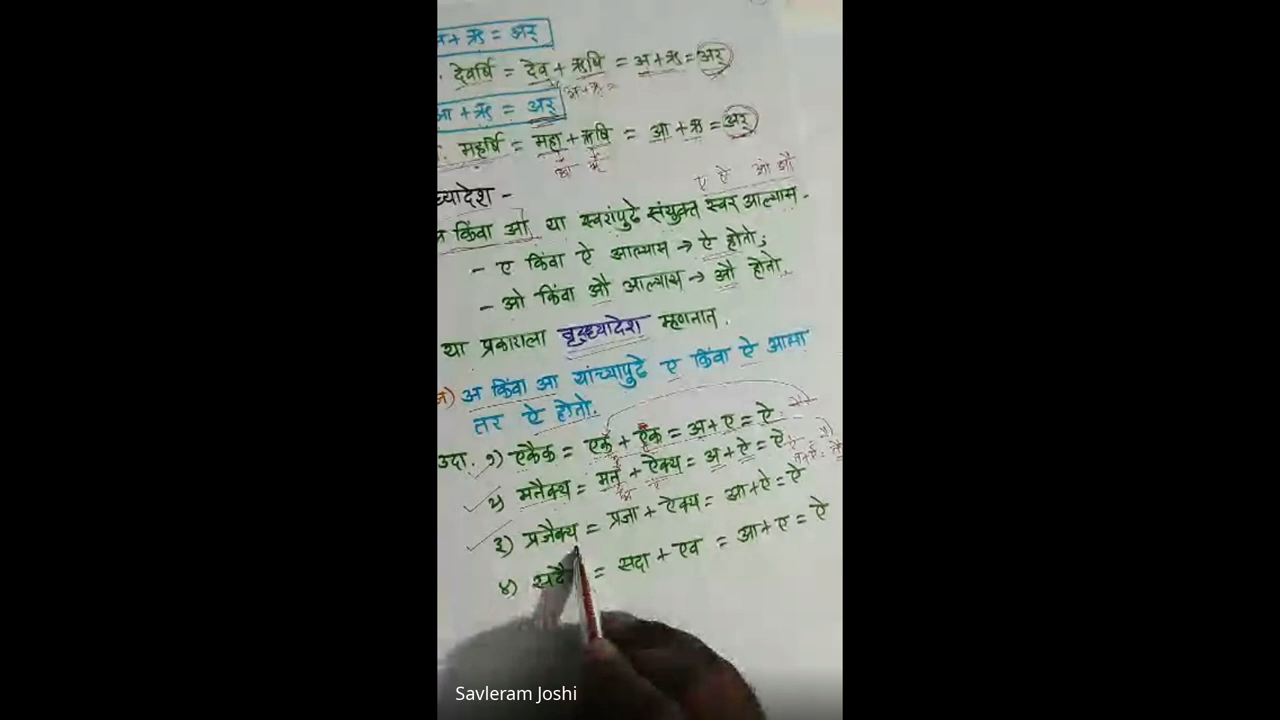 अ + ऋ = अर्
देवर्षि = देव + ऋषि = अ + ऋ = अर्
अ + ऋ =
आ + ऋ = अर्
महर्षि = महा + ऋषि = आ + ऋ = अर्
ए ऐ ओ औ
ध्यादेश -
किंवा आ या स्वरांपुढे संयुक्त स्वर आल्यास -
- ए किंवा ऐ आल्यास → ऐ होतो;
- ओ किंवा औ आल्यास → औ होतो.
या प्रकाराला वृद्ध्यादेश म्हणतात.
अ किंवा आ यांच्यापुढे ए किंवा ऐ आला
तर ऐ होतो.
उदा. १) एकैक = एक + एक = अ + ए = ऐ
२) मतैक्य = मत + ऐक्य = अ + ऐ = ऐ
३) प्रजैक्य = प्रजा + ऐक्य = आ + ऐ = ऐ
४) सदै = सदा + एव = आ + ए = ऐ
Savleram Joshi